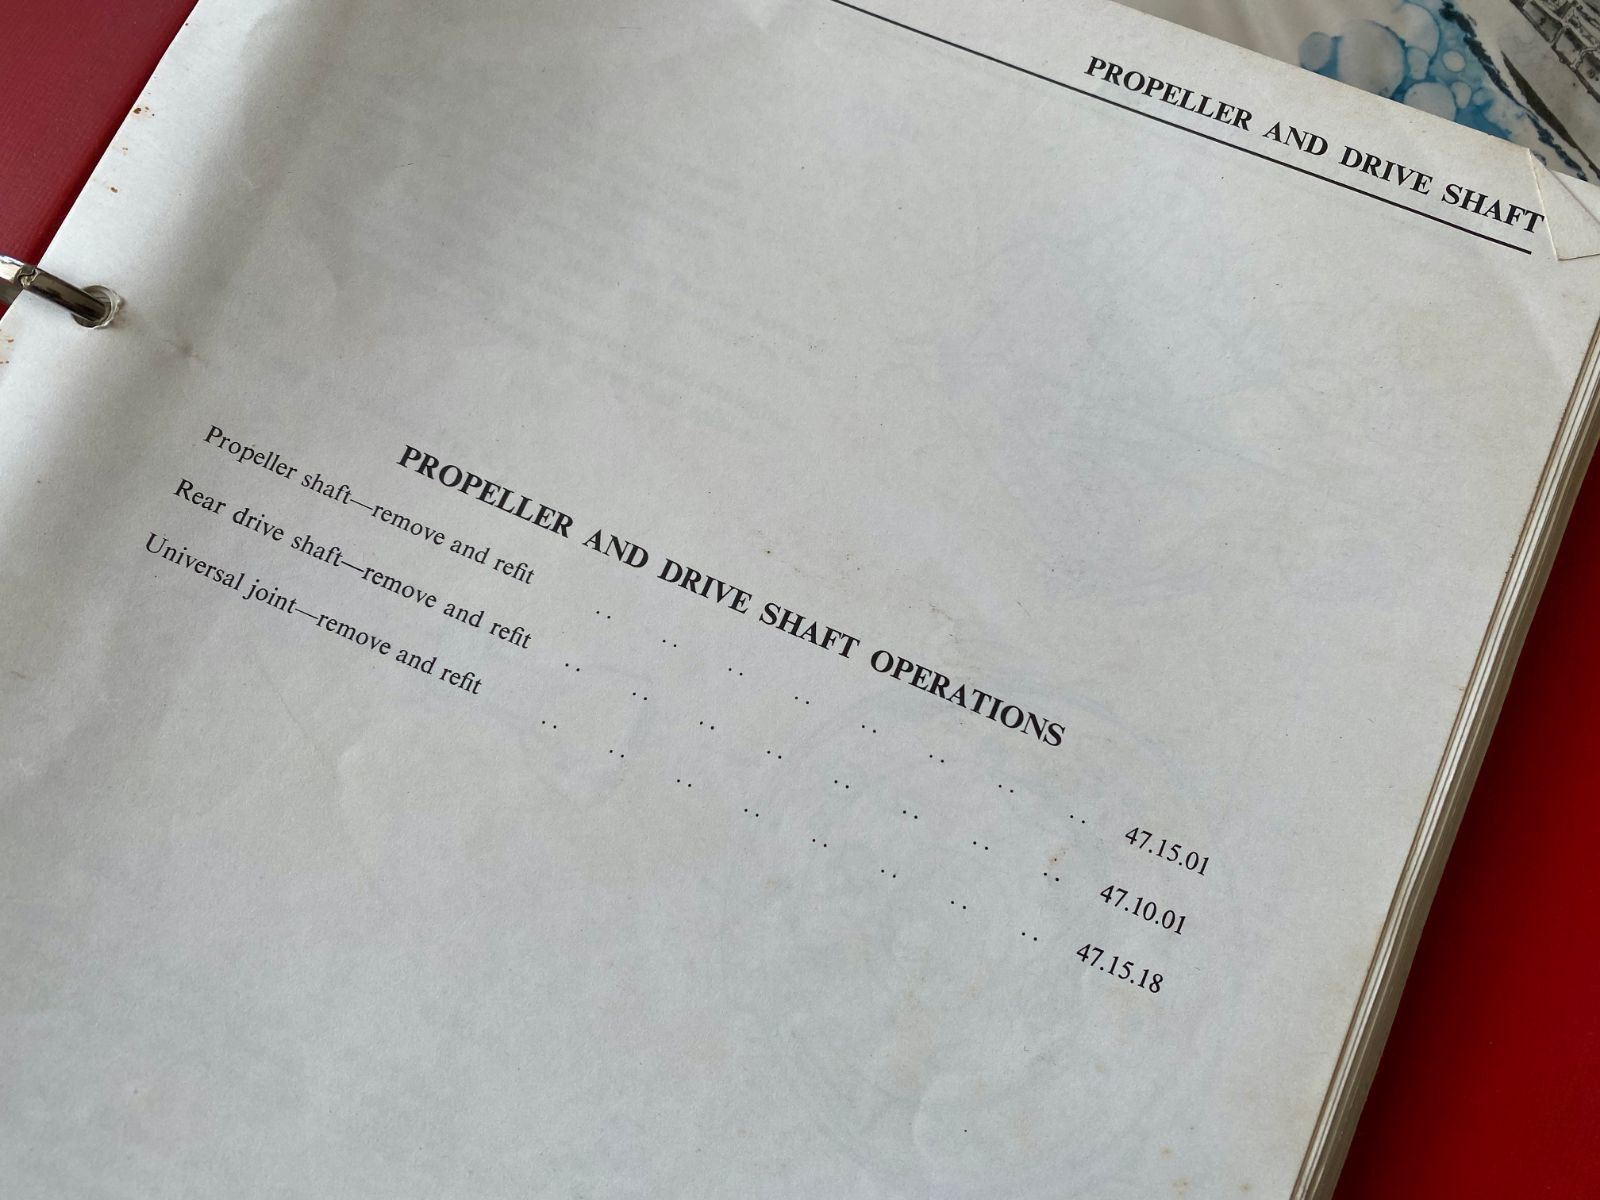 PROPELLER AND DRIVE SHAFT
PROPELLER AND DRIVE SHAFT OPERATIONS
Propeller shaft—remove and refit .. .. .. .. .. .. .. .. 47.15.01
Rear drive shaft—remove and refit .. .. .. .. .. .. .. .. 47.10.01
Universal joint—remove and refit .. .. .. .. .. .. .. .. 47.15.18